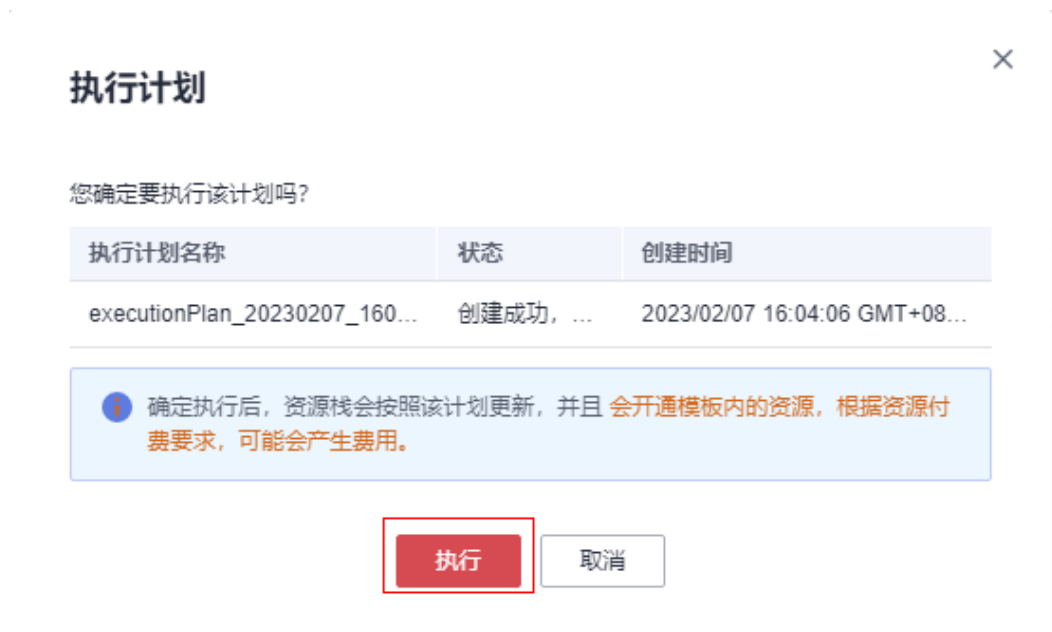 执行计划
您确定要执行该计划吗?
执行计划名称 状态 创建时间
executionPlan_20230207_160... 创建成功，... 2023/02/07 16:04:06 GMT+08...
确定执行后，资源栈会按照该计划更新，并且 会开通模板内的资源，根据资源付
费要求，可能会产生费用。
执行 取消